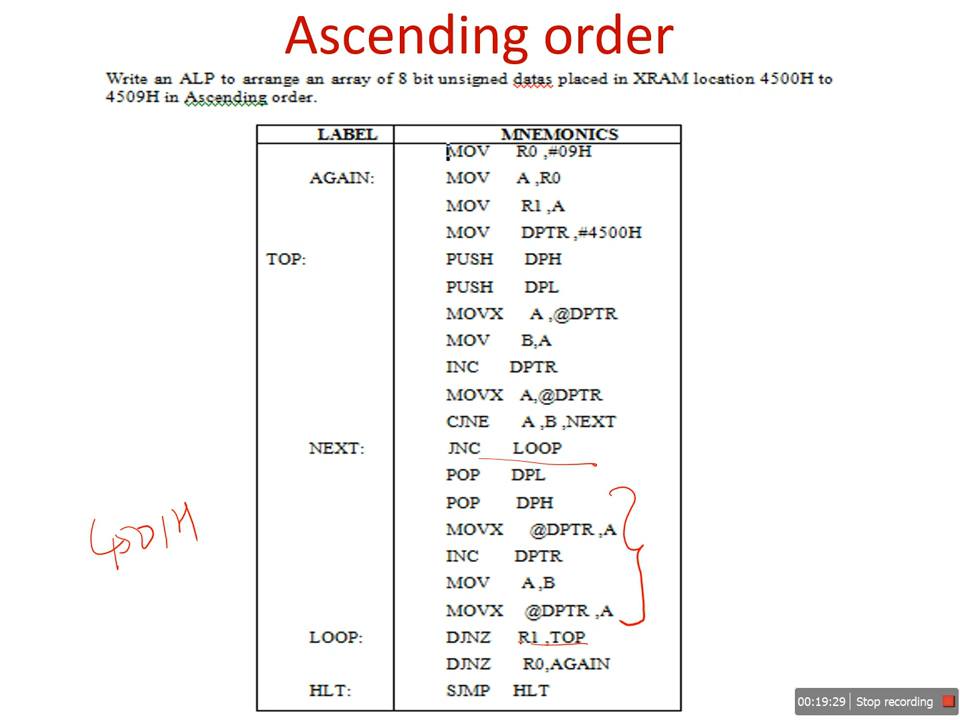 Ascending order
Write an ALP to arrange an array of 8 bit unsigned datas placed in XRAM location 4500H to
4509H in Ascending order.
LABEL MNEMONICS
MOV R0 ,#09H
AGAIN: MOV A ,R0
MOV R1 ,A
MOV DPTR ,#4500H
TOP: PUSH DPH
PUSH DPL
MOVX A ,@DPTR
MOV B,A
INC DPTR
MOVX A,@DPTR
CJNE A ,B ,NEXT
NEXT: JNC LOOP
POP DPL
POP DPH
4501H
MOVX @DPTR ,A
INC DPTR
MOV A ,B
MOVX @DPTR ,A
LOOP: DJNZ R1 ,TOP
DJNZ R0,AGAIN
HLT: SJMP HLT
00:19:29 Stop recording